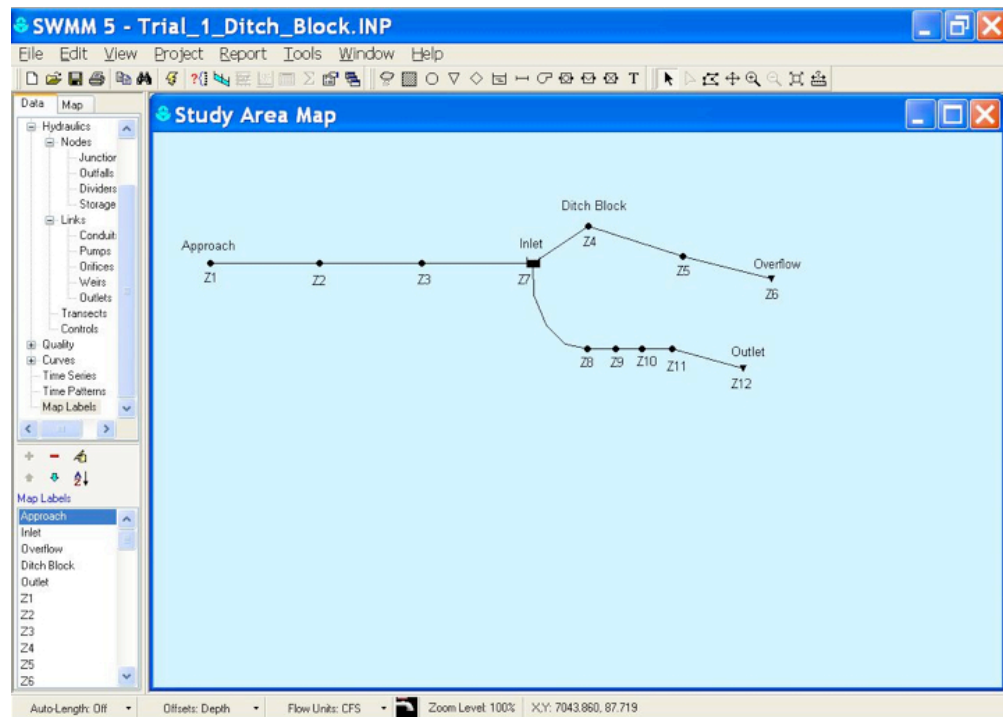 SWMM 5 - Trial_1_Ditch_Block.INP
File Edit View Project Report Tools Window Help
Data Map
Hydraulics
Nodes
Junction
Outfalls
Dividers
Storage
Links
Conduit
Pumps
Orifices
Weirs
Outlets
Transects
Controls
Quality
Curves
Time Series
Time Patterns
Map Labels
Map Labels
Approach
Inlet
Overflow
Ditch Block
Outlet
Z1
Z2
Z3
Z4
Z5
Z6
Study Area Map
Ditch Block
Approach Inlet Z4
Z5 Overflow
Z1 Z2 Z3 Z7 Z6
Outlet
Z8 Z9 Z10 Z11
Z12
Auto-Length: Off Offsets: Depth Flow Units: CFS Zoom Level: 100% X,Y: 7043.860, 87.719